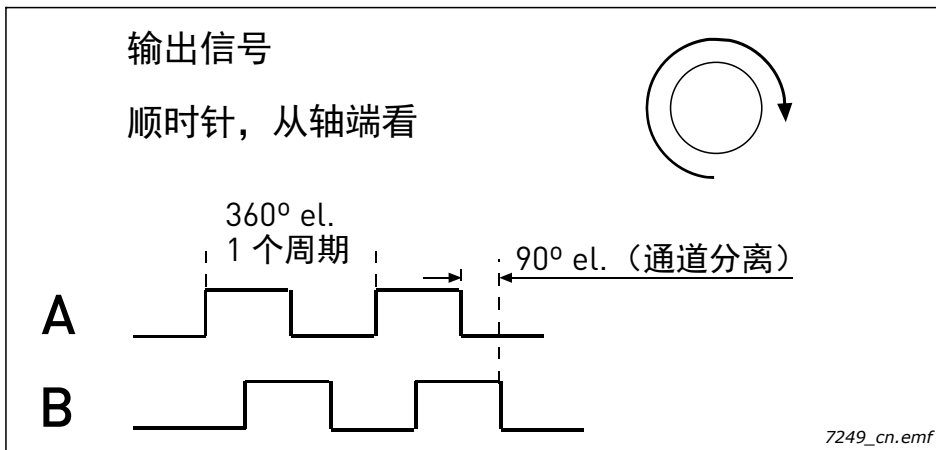 输出信号
顺时针，从轴端看
360º el.
1 个周期
90º el.（通道分离）
A
B
7249_cn.emf